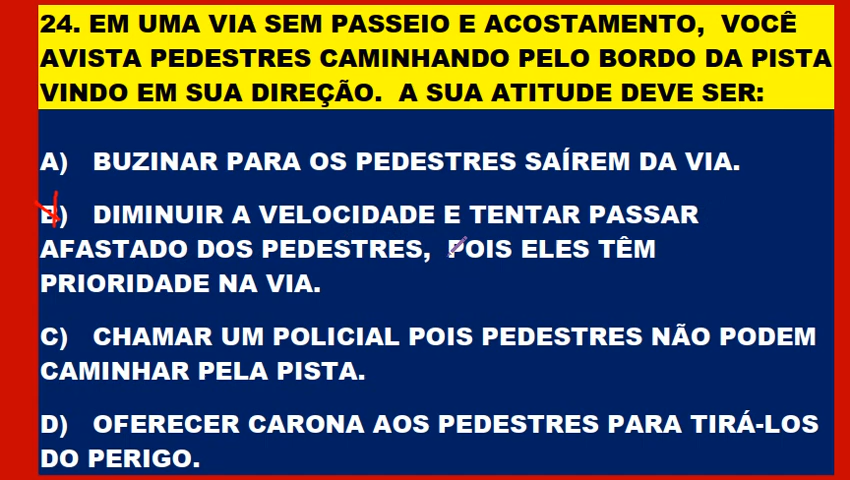 24. EM UMA VIA SEM PASSEIO E ACOSTAMENTO, VOCÊ
AVISTA PEDESTRES CAMINHANDO PELO BORDO DA PISTA
VINDO EM SUA DIREÇÃO. A SUA ATITUDE DEVE SER:
A) BUZINAR PARA OS PEDESTRES SAÍREM DA VIA.
B) DIMINUIR A VELOCIDADE E TENTAR PASSAR
AFASTADO DOS PEDESTRES, POIS ELES TÊM
PRIORIDADE NA VIA.
C) CHAMAR UM POLICIAL POIS PEDESTRES NÃO PODEM
CAMINHAR PELA PISTA.
D) OFERECER CARONA AOS PEDESTRES PARA TIRÁ-LOS
DO PERIGO.